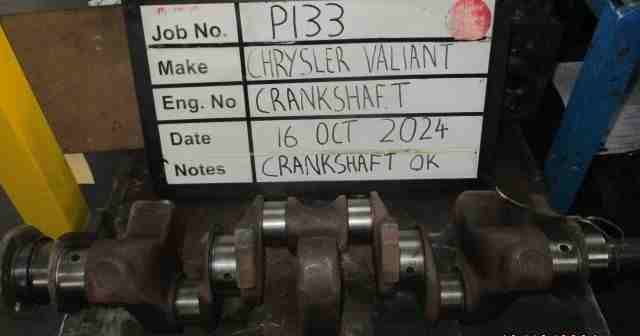 Job No. P133
Make CHRYSLER VALIANT
Eng. No CRANKSHAFT
Date 16 OCT 2024
Notes CRANKSHAFT OK